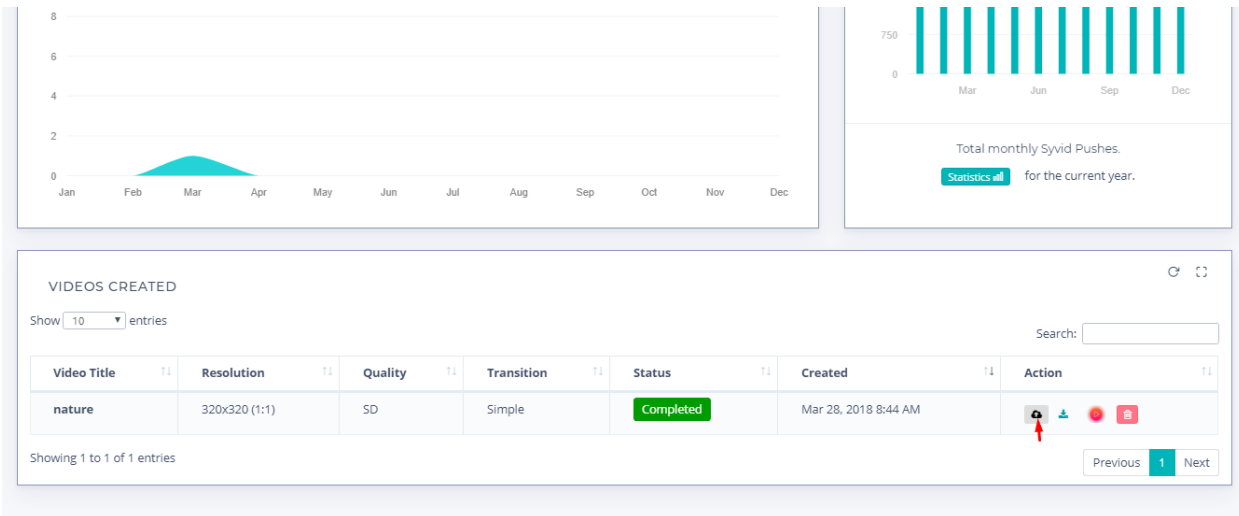 8
6
4
2
0
Jan Feb Mar Apr May Jun Jul Aug Sep Oct Nov Dec
750
0
Mar Jun Sep Dec
Total monthly Syvid Pushes.
Statistics for the current year.
VIDEOS CREATED
Show 10 entries
Search:
Video Title Resolution Quality Transition Status Created Action
nature 320x320 (1:1) SD Simple Completed Mar 28, 2018 8:44 AM
Showing 1 to 1 of 1 entries
Previous 1 Next